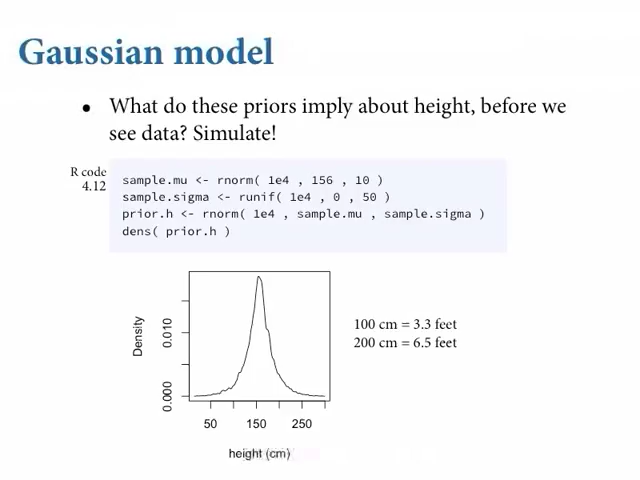 Gaussian model
• What do these priors imply about height, before we
see data? Simulate!
R code
4.12
sample.mu <- rnorm( 1e4 , 156 , 10 )
sample.sigma <- runif( 1e4 , 0 , 50 )
prior.h <- rnorm( 1e4 , sample.mu , sample.sigma )
dens( prior.h )
Density
0.010
0.000
50 150 250
height (cm)
100 cm = 3.3 feet
200 cm = 6.5 feet